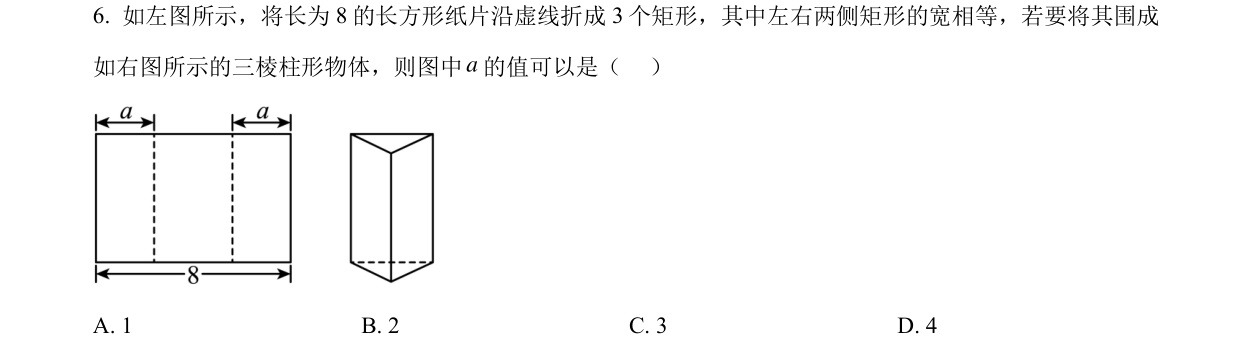 6. 如左图所示，将长为 8 的长方形纸片沿虚线折成 3 个矩形，其中左右两侧矩形的宽相等，若要将其围成
如右图所示的三棱柱形物体，则图中 a 的值可以是（ ）
a a
8
A. 1 B. 2 C. 3 D. 4